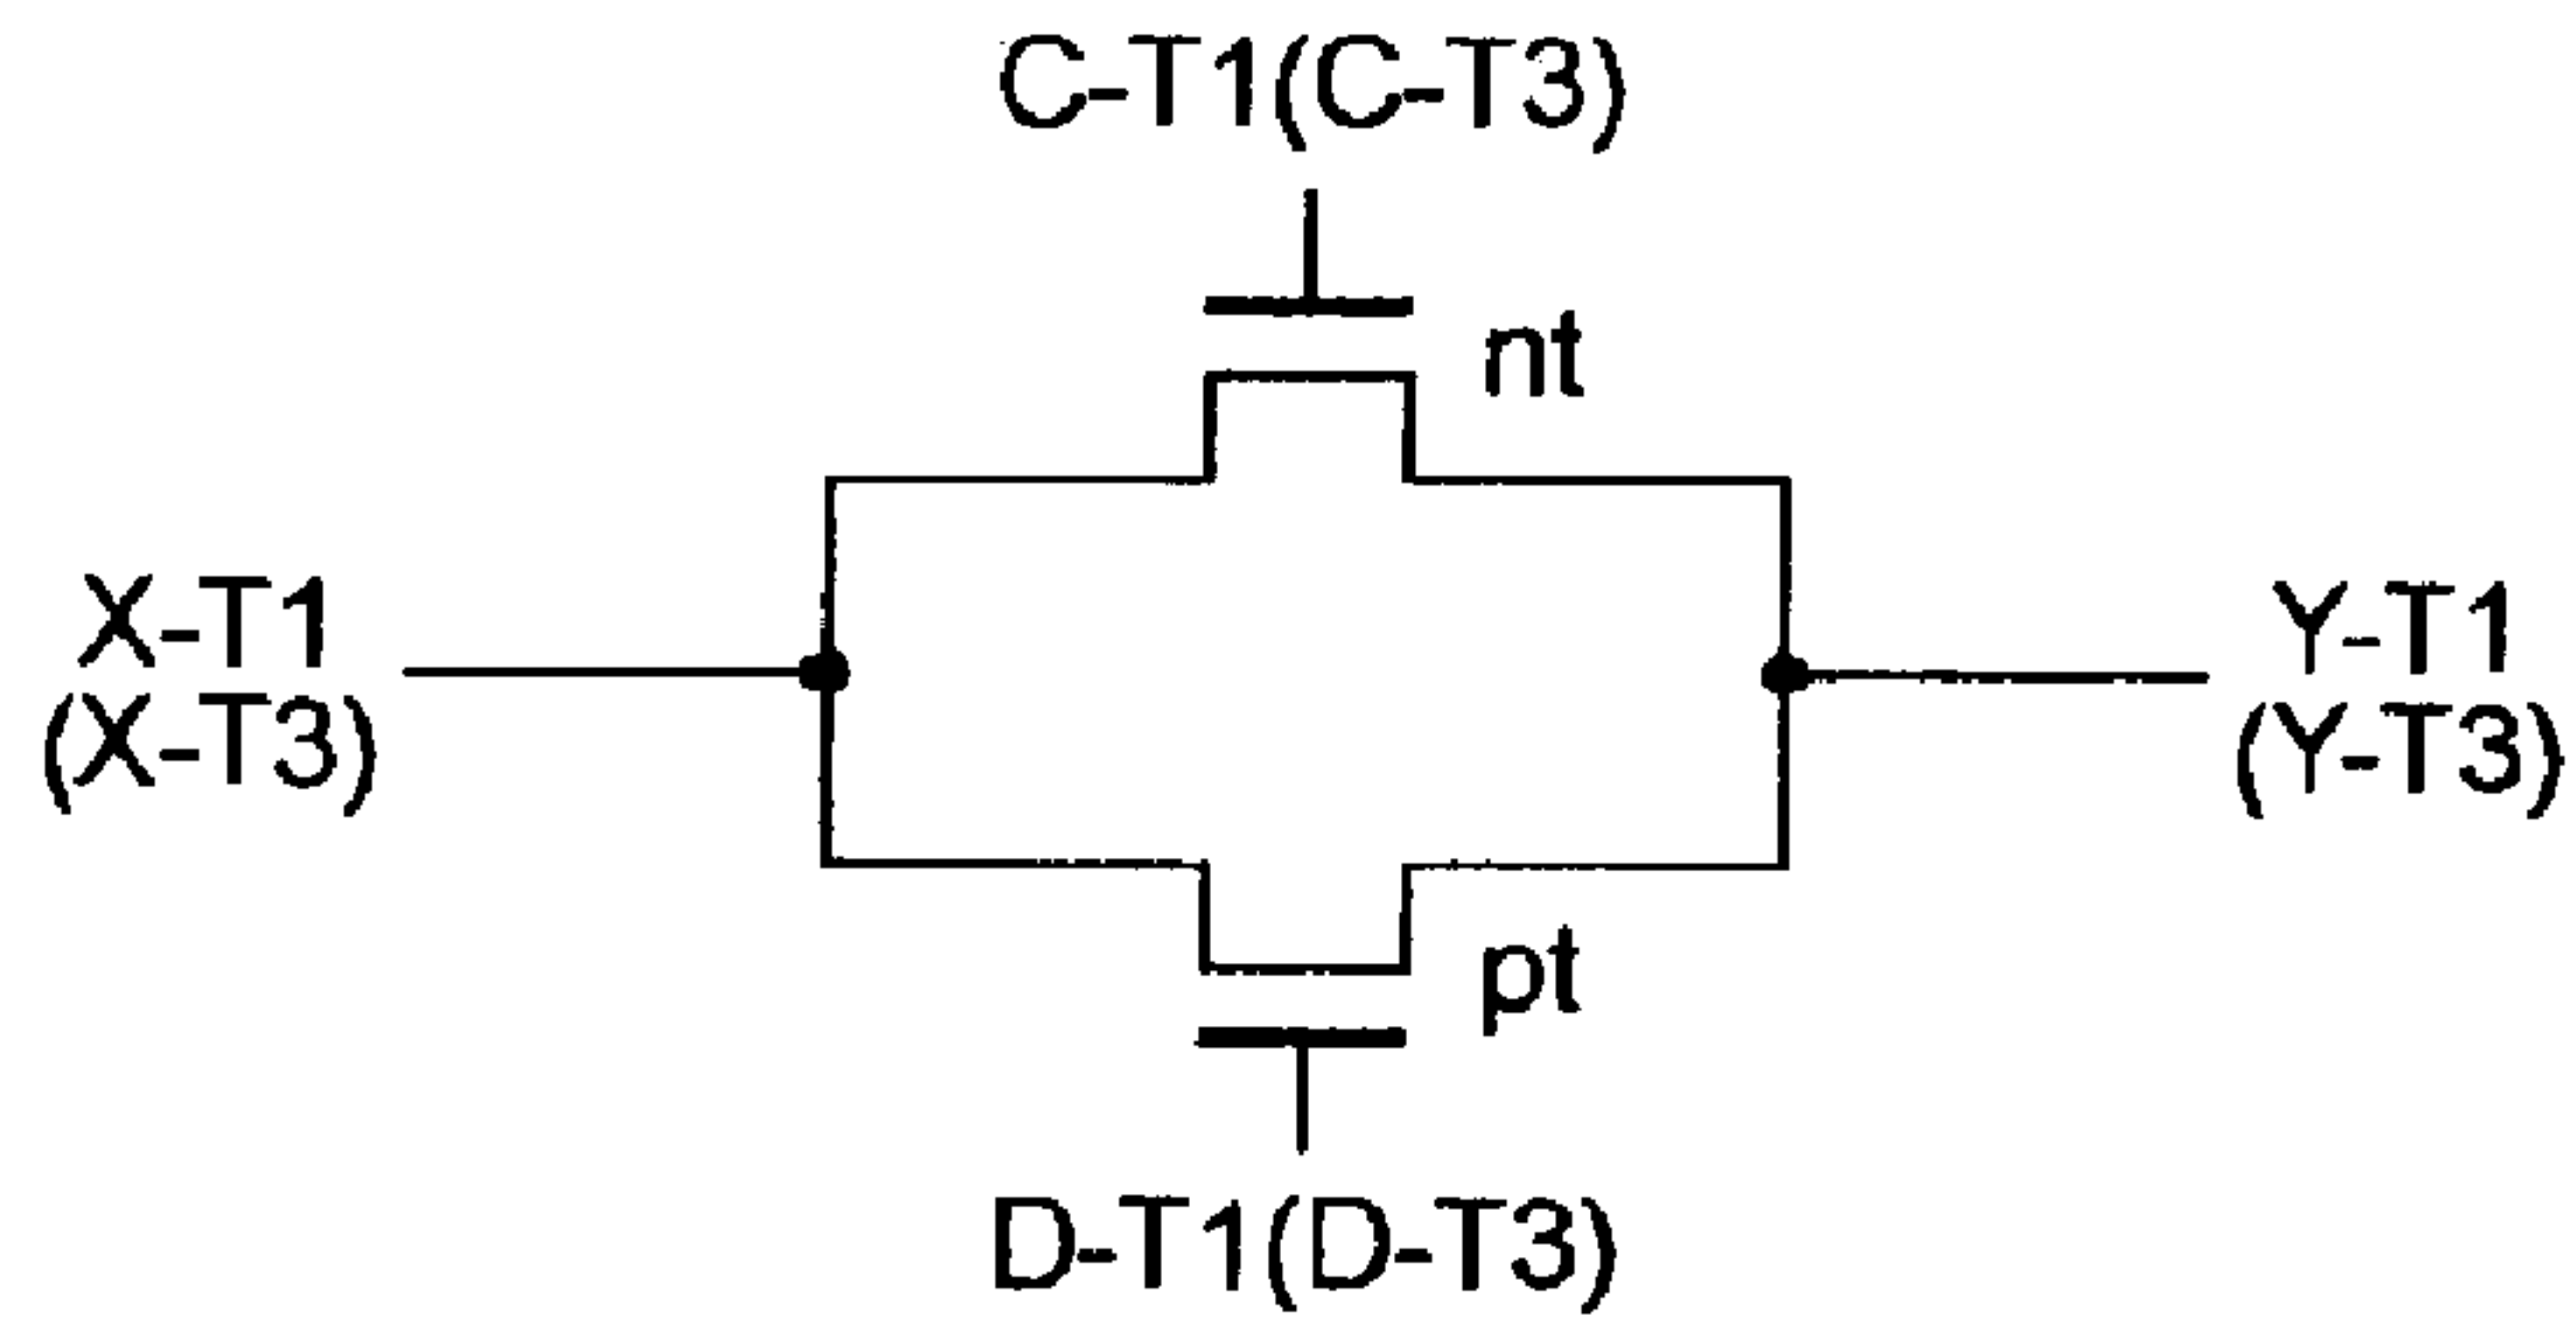 C-T1(C-T3)
nt
X-T1
(X-T3)
Y-T1
(Y-T3)
pt
D-T1(D-T3)